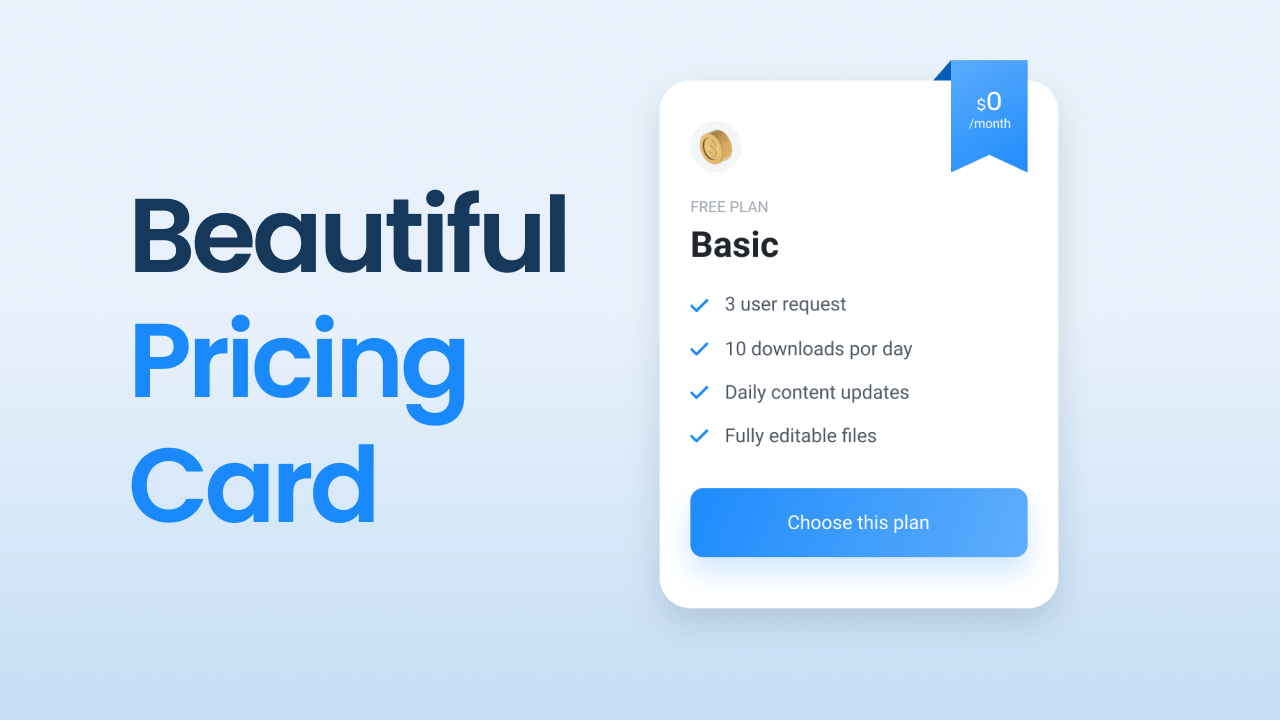 Beautiful
Pricing
Card
$0
/month
FREE PLAN
Basic
3 user request
10 downloads por day
Daily content updates
Fully editable files
Choose this plan